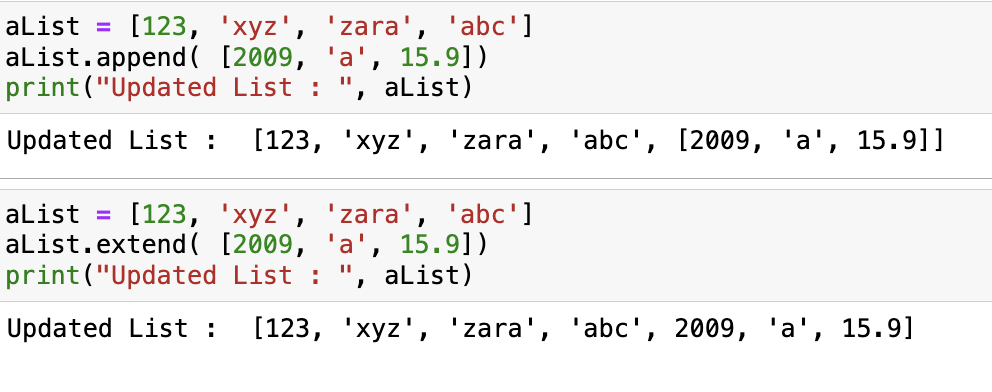 aList = [123, 'xyz', 'zara', 'abc']
aList.append( [2009, 'a', 15.9])
print("Updated List : ", aList)
Updated List :  [123, 'xyz', 'zara', 'abc', [2009, 'a', 15.9]]
aList = [123, 'xyz', 'zara', 'abc']
aList.extend( [2009, 'a', 15.9])
print("Updated List : ", aList)
Updated List :  [123, 'xyz', 'zara', 'abc', 2009, 'a', 15.9]